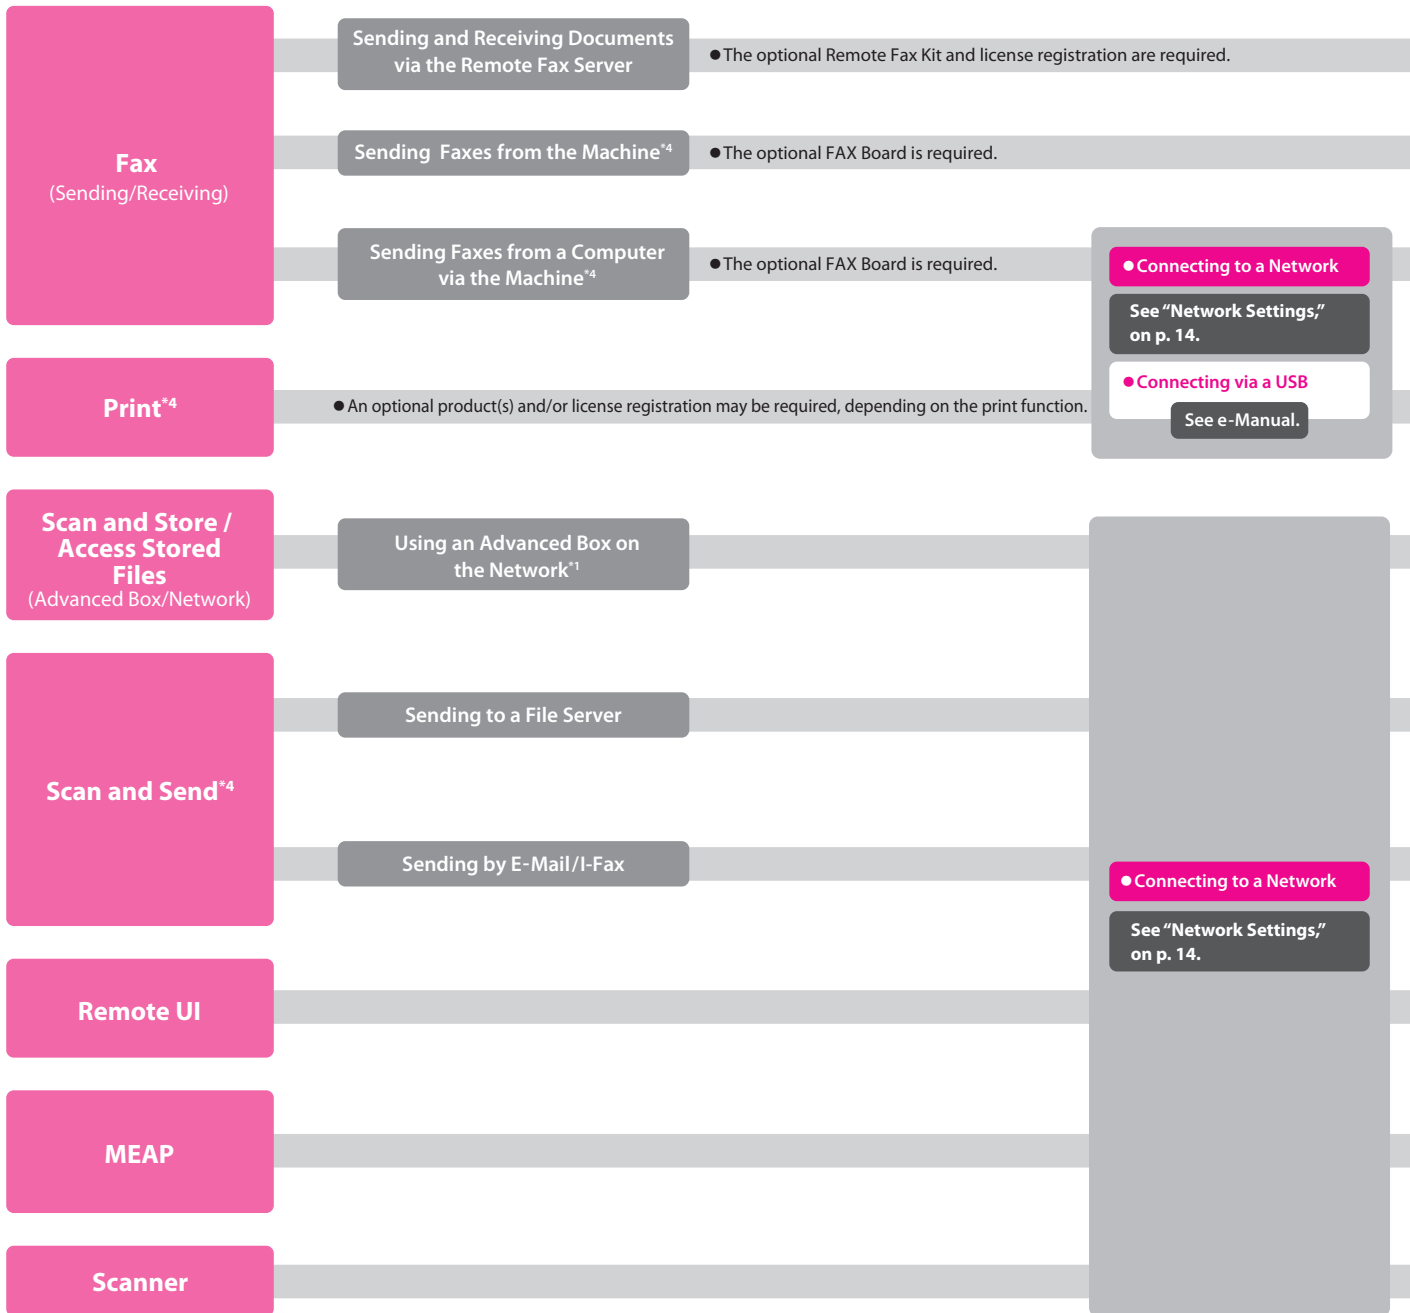 Fax
(Sending/Receiving)
Sending and Receiving Documents
via the Remote Fax Server
●The optional Remote Fax Kit and license registration are required.
Sending Faxes from the Machine*4
●The optional FAX Board is required.
Sending Faxes from a Computer
via the Machine*4
●The optional FAX Board is required.
●Connecting to a Network
See “Network Settings,”
on p. 14.
●Connecting via a USB
See e-Manual.
Print*4
●An optional product(s) and/or license registration may be required, depending on the print function.
Scan and Store /
Access Stored
Files
(Advanced Box/Network)
Using an Advanced Box on
the Network*1
Scan and Send*4
Sending to a File Server
Sending by E-Mail/I-Fax
●Connecting to a Network
See “Network Settings,”
on p. 14.
Remote UI
MEAP
Scanner